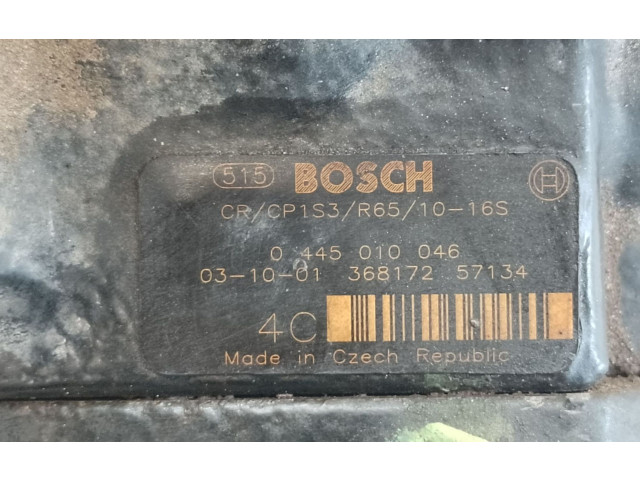 515 BOSCH
CR/CP1S3/R65/10-16S
0 445 010 046
03-10-01 368172 57134
4C
Made in Czech Republic